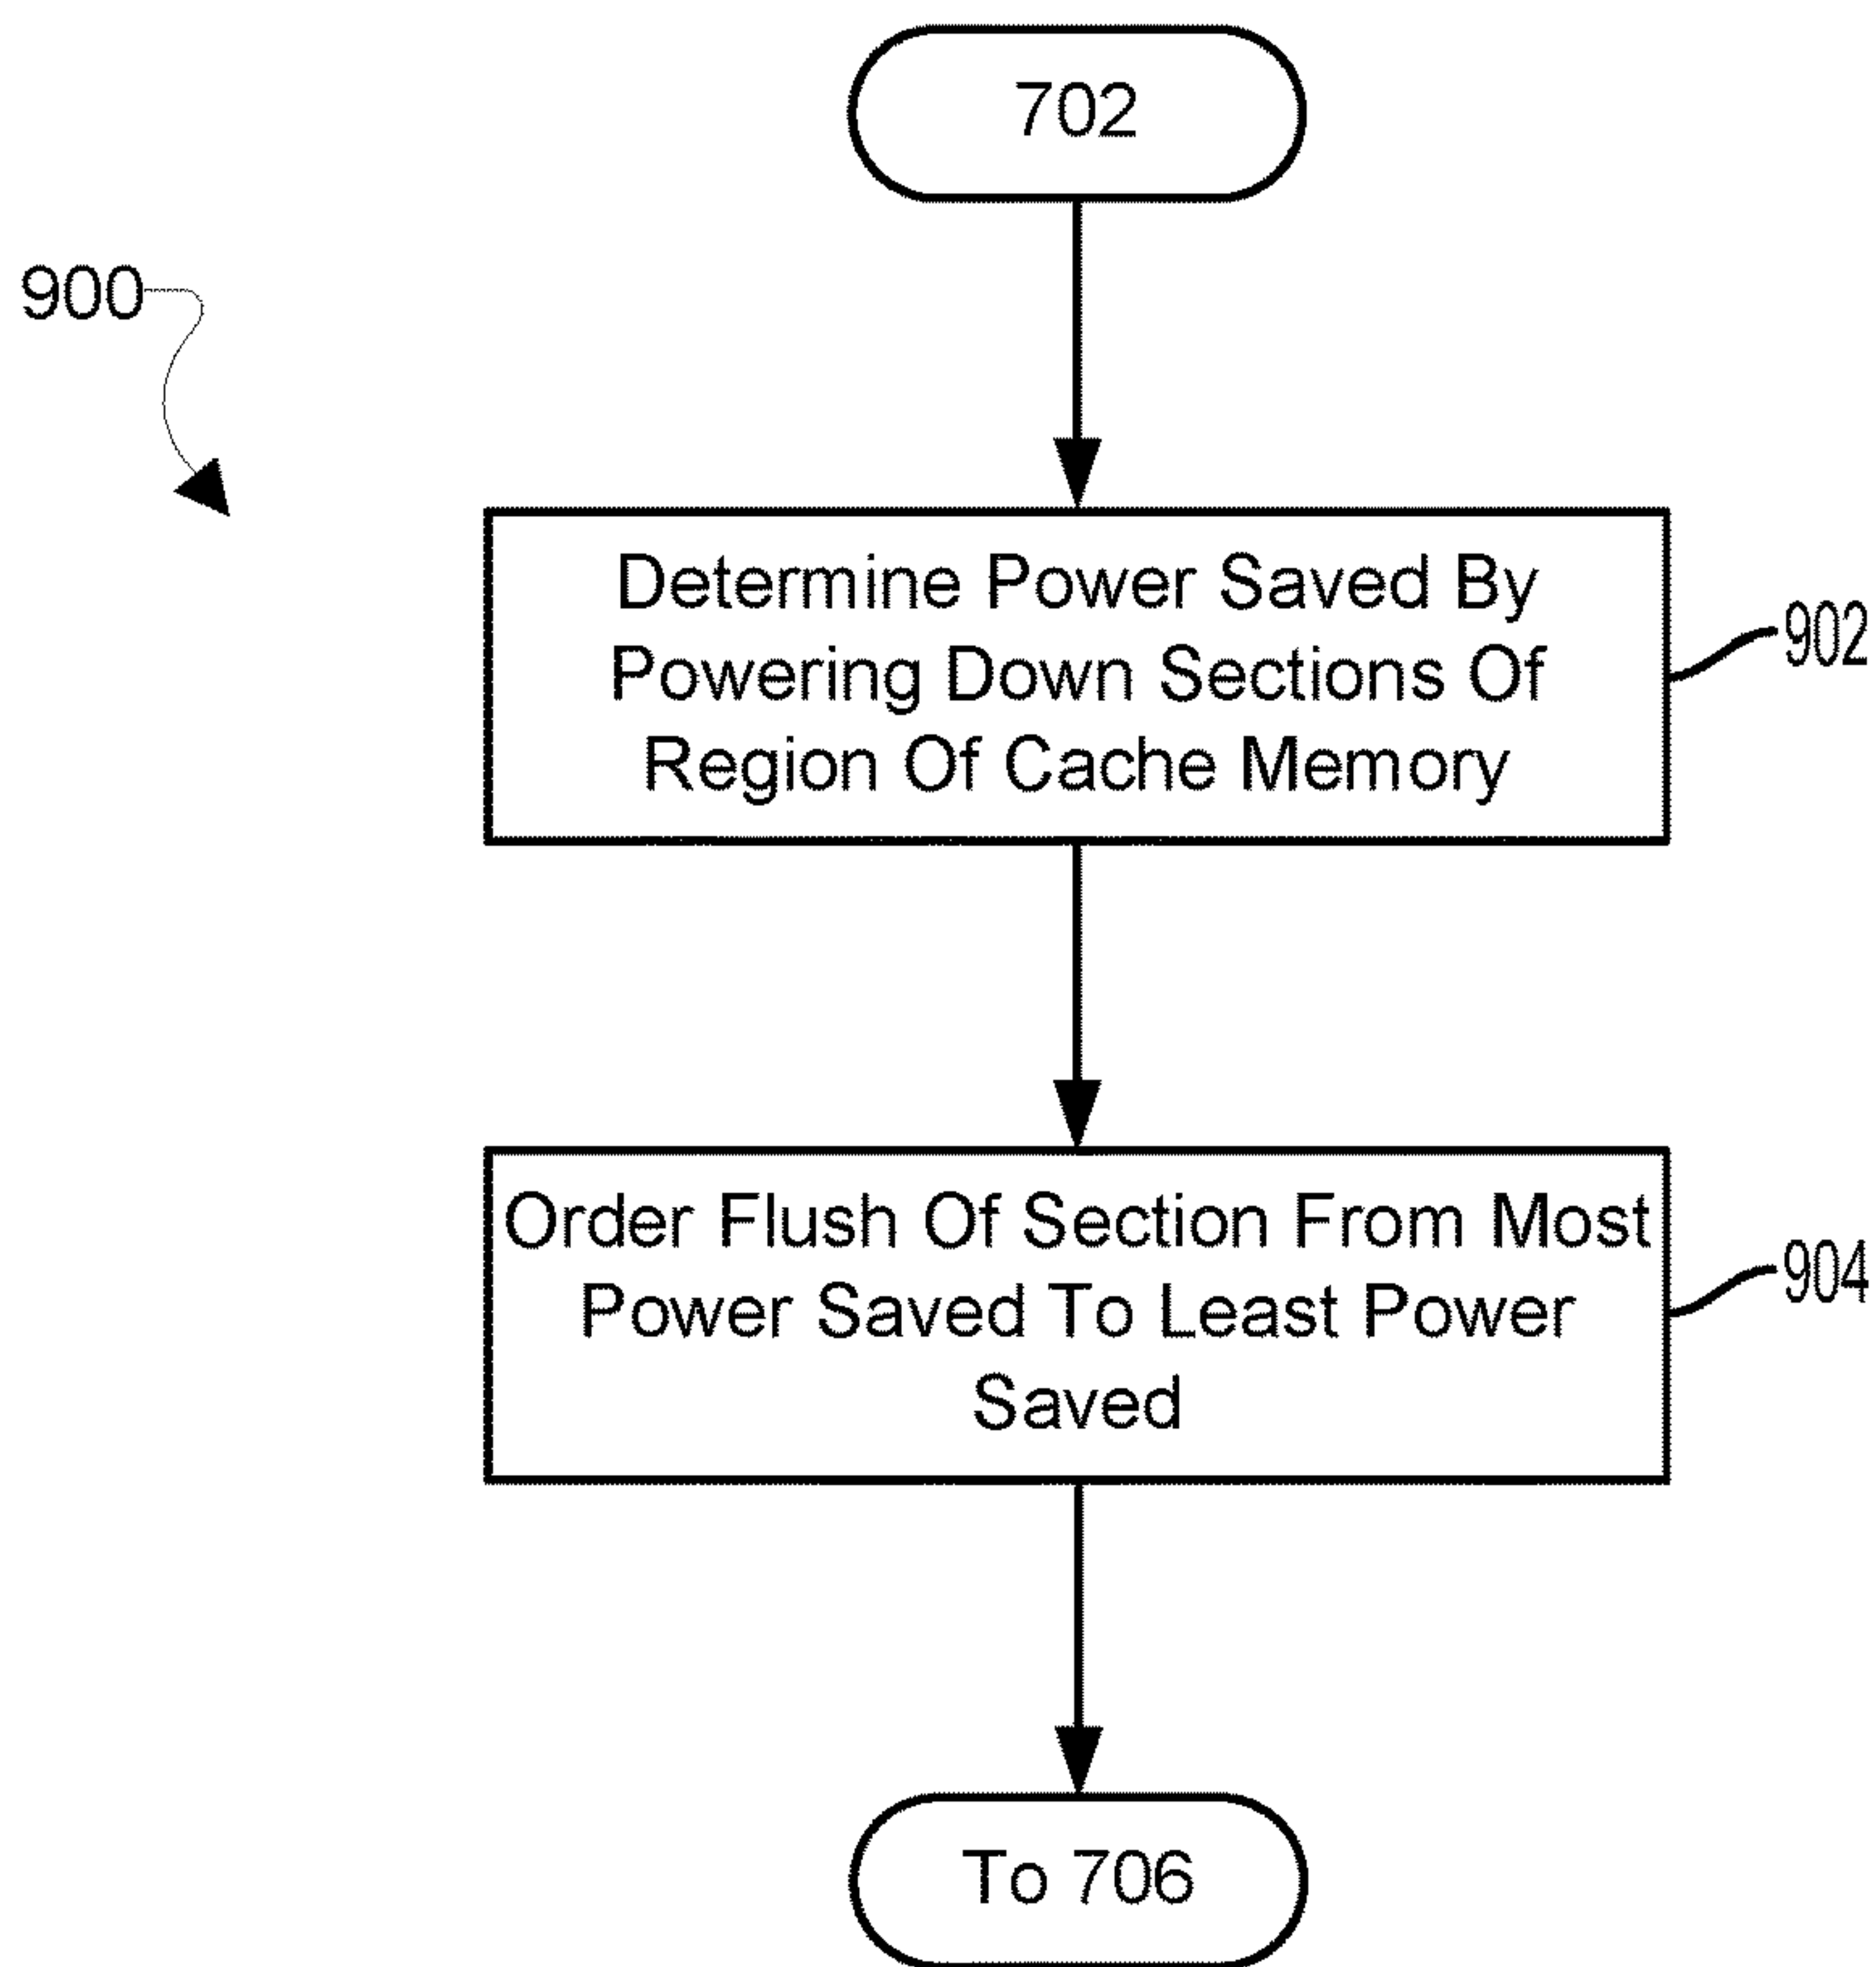 702
900
Determine Power Saved By
Powering Down Sections Of
Region Of Cache Memory
902
Order Flush Of Section From Most
Power Saved To Least Power
Saved
904
To 706